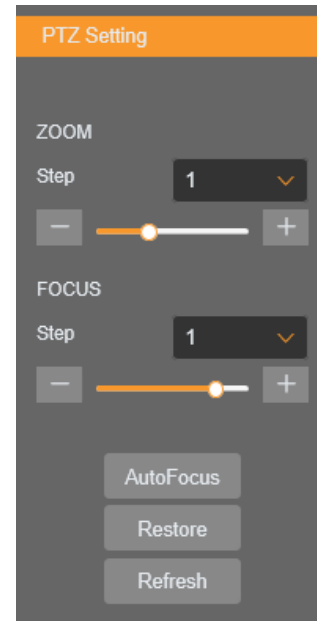 PTZ Setting
ZOOM
Step 1
− +
FOCUS
Step 1
− +
AutoFocus
Restore
Refresh